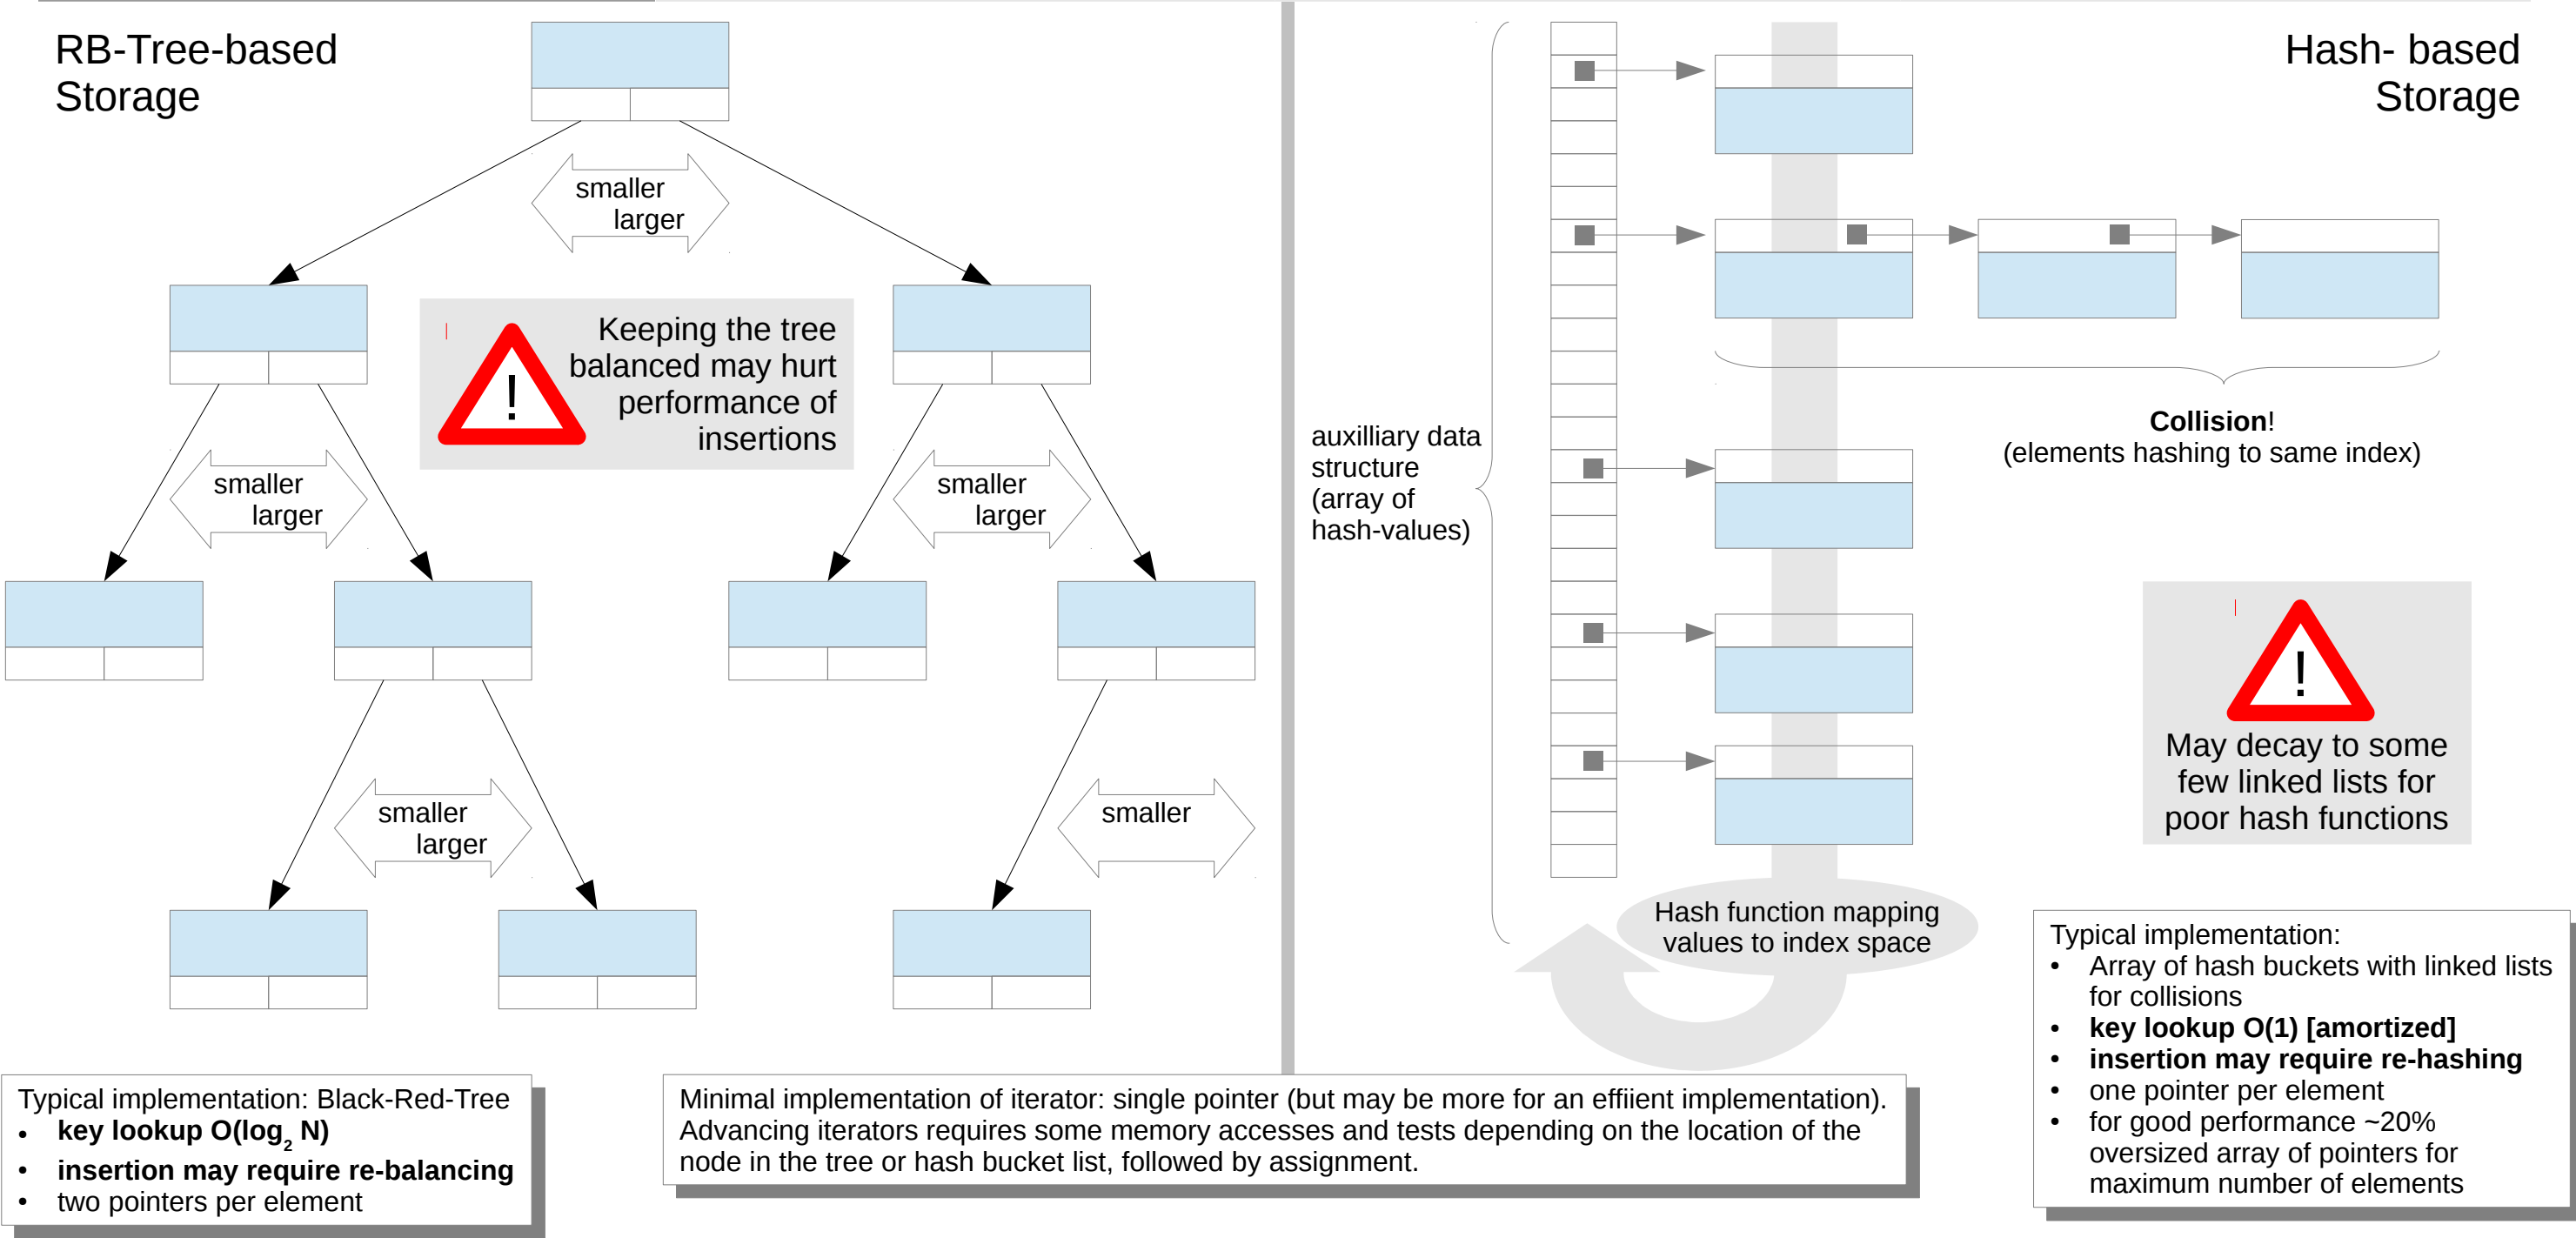 RB-Tree-based
Storage
Hash- based
Storage
smaller
larger
Keeping the tree
balanced may hurt
performance of
insertions
!
smaller
larger
smaller
larger
smaller
larger
smaller
auxilliary data
structure
(array of
hash-values)
Collision!
(elements hashing to same index)
!
May decay to some
few linked lists for
poor hash functions
Hash function mapping
values to index space
Typical implementation: Black-Red-Tree
• key lookup O(log2 N)
• insertion may require re-balancing
• two pointers per element
Minimal implementation of iterator: single pointer (but may be more for an effiient implementation).
Advancing iterators requires some memory accesses and tests depending on the location of the
node in the tree or hash bucket list, followed by assignment.
Typical implementation:
• Array of hash buckets with linked lists
for collisions
• key lookup O(1) [amortized]
• insertion may require re-hashing
• one pointer per element
• for good performance ~20%
oversized array of pointers for
maximum number of elements